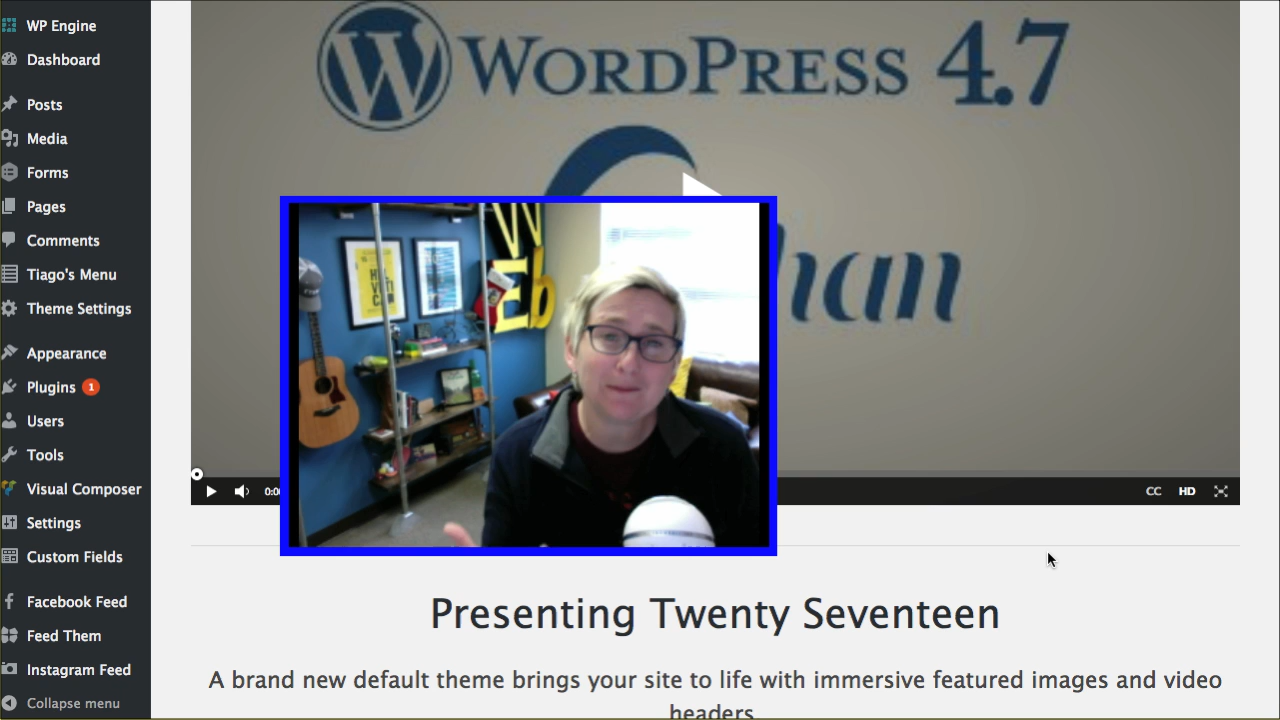 WP Engine
Dashboard
Posts
Media
Forms
Pages
Comments
Tiago's Menu
Theme Settings
Appearance
Plugins 1
Users
Tools
Visual Composer
Settings
Custom Fields
Facebook Feed
Feed Them
Instagram Feed
Collapse menu
WORDPRESS 4.7
W
Eb
CC HD
Presenting Twenty Seventeen
A brand new default theme brings your site to life with immersive featured images and video
headers